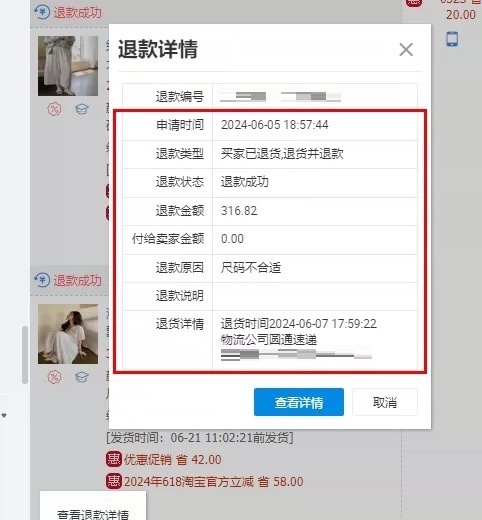 0525 省
20.00
退款成功
退款详情
退款编号
申请时间 2024-06-05 18:57:44
退款类型 买家已退货,退货并退款
退款状态 退款成功
退款金额 316.82
付给卖家金额 0.00
退款原因 尺码不合适
退款说明
退货详情 退货时间2024-06-07 17:59:22
物流公司圆通速递
退款成功
查看详情 取消
[发货时间：06-21 11:02:21前发货]
惠 优惠促销 省 42.00
惠 2024年618淘宝官方立减 省 58.00
查看退款详情